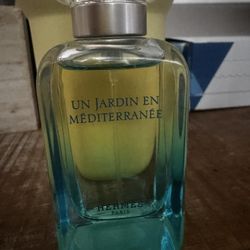 UN JARDIN EN
MÉDITERRANÉE
HERMÈS
PARIS